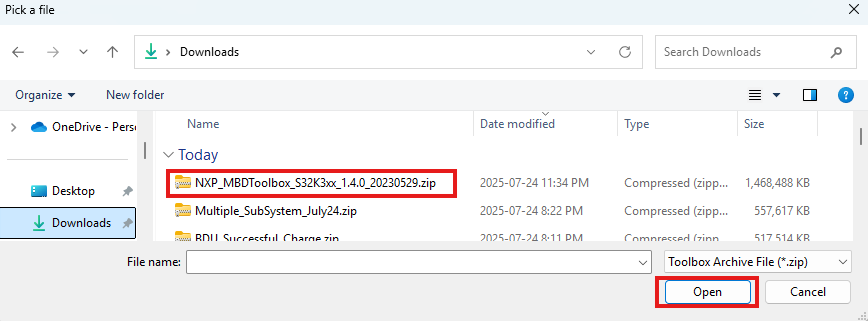 Pick a file
Downloads
Search Downloads
Organize
New folder
Name Date modified Type Size
OneDrive - Pers
Today
NXP_MBDToolbox_S32K3xx_1.4.0_20230529.zip 2025-07-24 11:34 PM Compressed (zipp... 1,468,488 KB
Desktop
Multiple_SubSystem_July24.zip 2025-07-24 8:22 PM Compressed (zipp... 557,617 KB
Downloads
BDU_Successful_Charge.zip 2025-07-24 8:11 PM Compressed (zipp... 517,514 KB
File name:
Toolbox Archive File (*.zip)
Open
Cancel